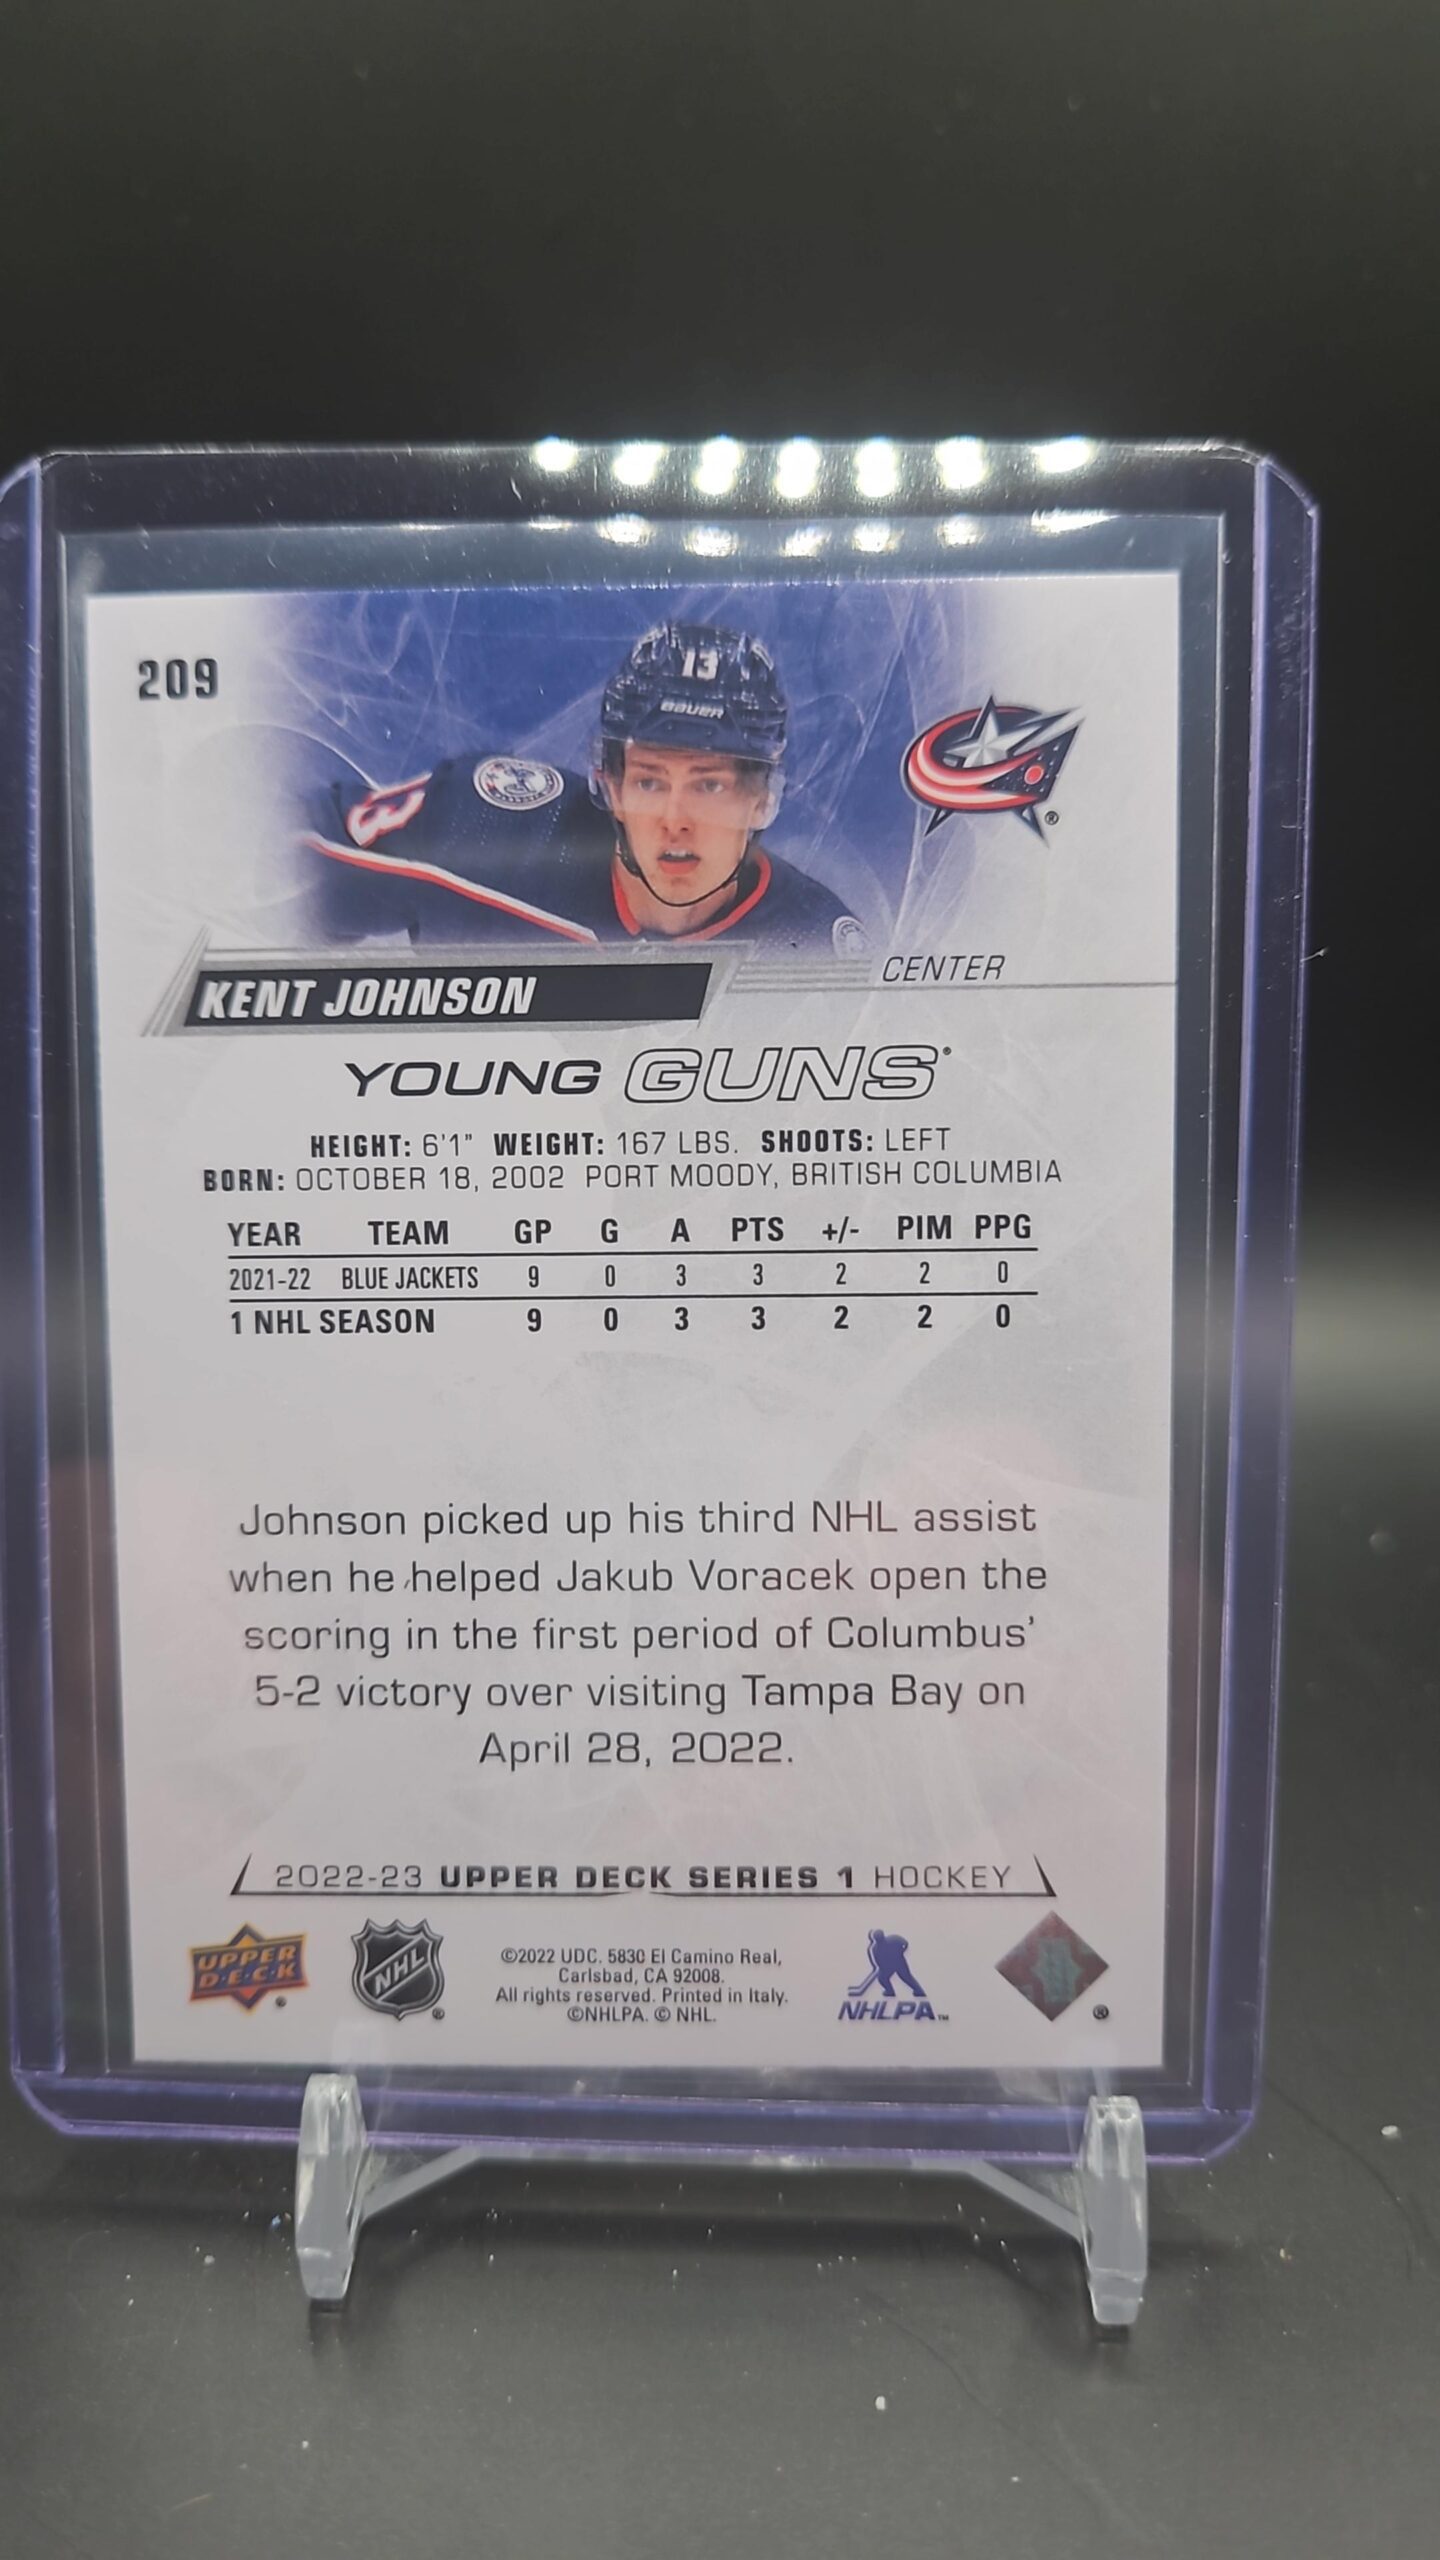 209
13
BAUER
3
KENT JOHNSON
CENTER
YOUNG GUNS®
HEIGHT: 6'1" WEIGHT: 167 LBS. SHOOTS: LEFT
BORN: OCTOBER 18, 2002 PORT MOODY, BRITISH COLUMBIA
YEAR TEAM GP G A PTS +/- PIM PPG
2021-22 BLUE JACKETS 9 0 3 3 2 2 0
1 NHL SEASON 9 0 3 3 2 2 0
Johnson picked up his third NHL assist
when he helped Jakub Voracek open the
scoring in the first period of Columbus'
5-2 victory over visiting Tampa Bay on
April 28, 2022.
2022-23 UPPER DECK SERIES 1 HOCKEY
UPPER
DECK
®
NHL
®
©2022 UDC. 5830 El Camino Real,
Carlsbad, CA 92008.
All rights reserved. Printed in Italy.
©NHLPA. © NHL.
NHLPA™
®